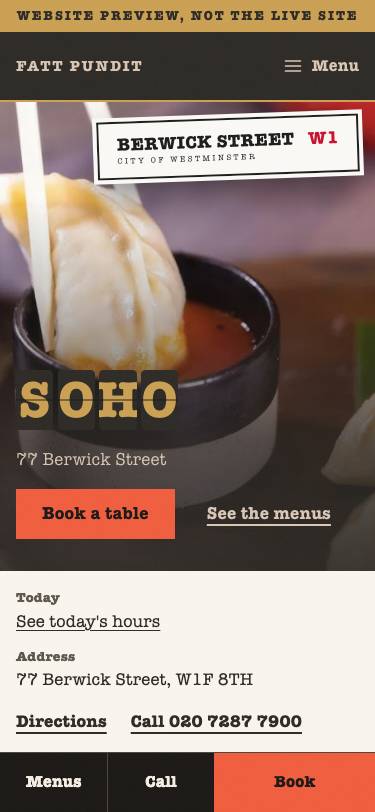 WEBSITE PREVIEW, NOT THE LIVE SITE
FATT PUNDIT
Menu
BERWICK STREET W1
CITY OF WESTMINSTER
SOHO
77 Berwick Street
Book a table
See the menus
Today
See today's hours
Address
77 Berwick Street, W1F 8TH
Directions
Call 020 7287 7900
Menus
Call
Book